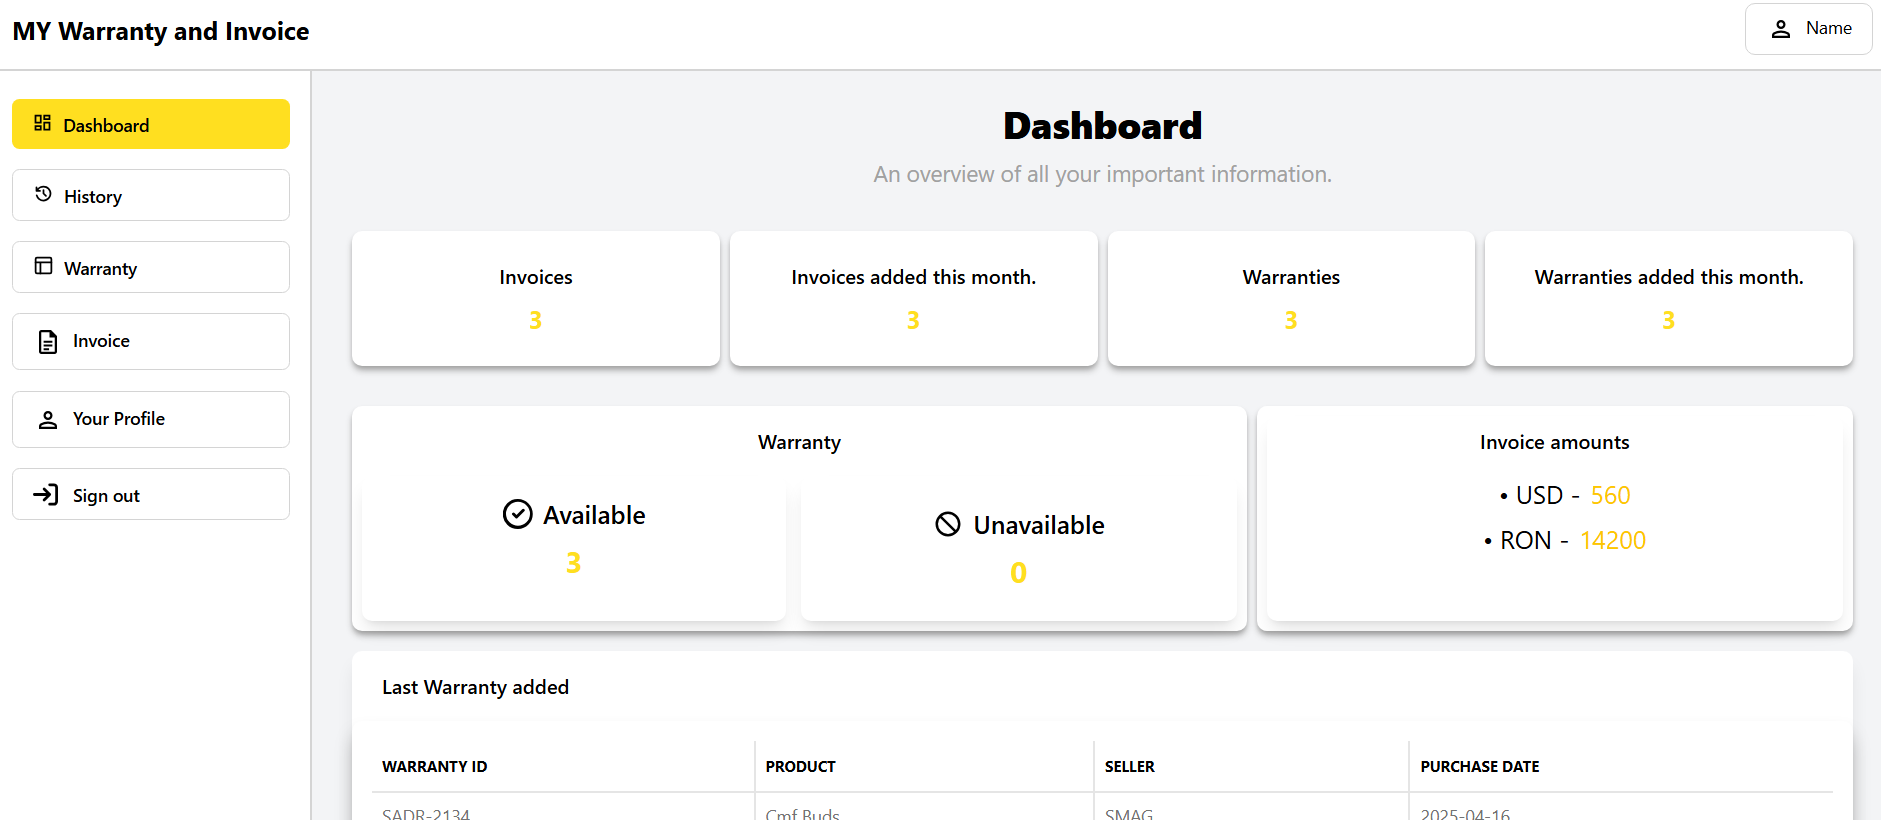 MY Warranty and Invoice
Name
Dashboard
History
Warranty
Invoice
Your Profile
Sign out
Dashboard
An overview of all your important information.
Invoices
3
Invoices added this month.
3
Warranties
3
Warranties added this month.
3
Warranty
Available
3
Unavailable
0
Invoice amounts
• USD - 560
• RON - 14200
Last Warranty added
WARRANTY ID PRODUCT SELLER PURCHASE DATE
SADR-2134 Cmf Buds SMAG 2025-04-16